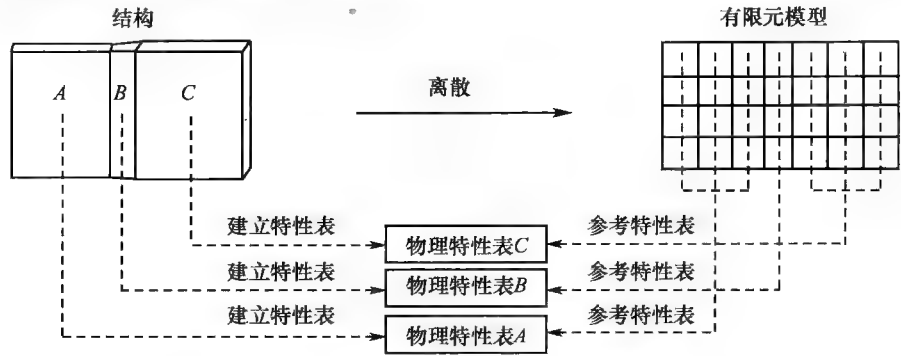 结构
有限元模型
A
B
C
离散
建立特性表
物理特性表C
参考特性表
建立特性表
物理特性表B
参考特性表
建立特性表
物理特性表A
参考特性表